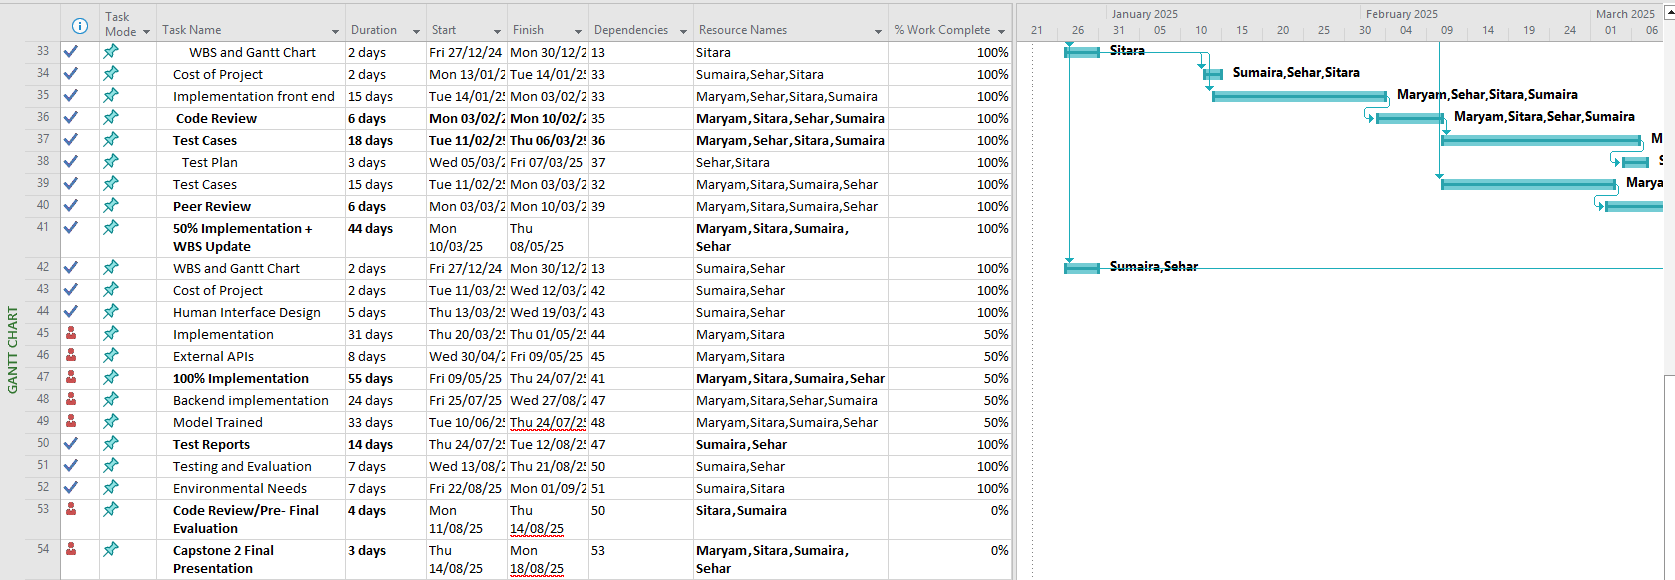 Task Mode Task Name Duration Start Finish Dependencies Resource Names % Work Complete
January 2025 February 2025 March 2025
21 26 31 05 10 15 20 25 30 04 09 14 19 24 01 06
33 WBS and Gantt Chart 2 days Fri 27/12/24 Mon 30/12/2 13 Sitara 100% Sitara
34 Cost of Project 2 days Mon 13/01/2 Tue 14/01/25 33 Sumaira,Sehar,Sitara 100% Sumaira,Sehar,Sitara
35 Implementation front end 15 days Tue 14/01/25 Mon 03/02/2 33 Maryam,Sehar,Sitara,Sumaira 100% Maryam,Sehar,Sitara,Sumaira
36 Code Review 6 days Mon 03/02/2 Mon 10/02/2 35 Maryam,Sitara,Sehar,Sumaira 100% Maryam,Sitara,Sehar,Sumaira
37 Test Cases 18 days Tue 11/02/25 Thu 06/03/25 36 Maryam,Sehar,Sitara,Sumaira 100% M
38 Test Plan 3 days Wed 05/03/2 Fri 07/03/25 37 Sehar,Sitara 100% S
39 Test Cases 15 days Tue 11/02/25 Mon 03/03/2 32 Maryam,Sitara,Sumaira,Sehar 100% Marya
40 Peer Review 6 days Mon 03/03/2 Mon 10/03/2 39 Maryam,Sitara,Sumaira,Sehar 100%
41 50% Implementation + WBS Update 44 days Mon 10/03/25 Thu 08/05/25 Maryam,Sitara,Sumaira, Sehar 100%
42 WBS and Gantt Chart 2 days Fri 27/12/24 Mon 30/12/2 13 Sumaira,Sehar 100% Sumaira,Sehar
43 Cost of Project 2 days Tue 11/03/25 Wed 12/03/2 42 Sumaira,Sehar 100%
44 Human Interface Design 5 days Thu 13/03/25 Wed 19/03/2 43 Sumaira,Sehar 100%
45 Implementation 31 days Thu 20/03/25 Thu 01/05/25 44 Maryam,Sitara 50%
46 External APIs 8 days Wed 30/04/2 Fri 09/05/25 45 Maryam,Sitara 50%
47 100% Implementation 55 days Fri 09/05/25 Thu 24/07/25 41 Maryam,Sitara,Sumaira,Sehar 50%
48 Backend implementation 24 days Fri 25/07/25 Wed 27/08/2 47 Maryam,Sitara,Sehar,Sumaira 50%
49 Model Trained 33 days Tue 10/06/25 Thu 24/07/25 48 Maryam,Sitara,Sumaira,Sehar 50%
50 Test Reports 14 days Thu 24/07/25 Tue 12/08/25 47 Sumaira,Sehar 100%
51 Testing and Evaluation 7 days Wed 13/08/2 Thu 21/08/25 50 Sumaira,Sehar 100%
52 Environmental Needs 7 days Fri 22/08/25 Mon 01/09/2 51 Sumaira,Sitara 100%
53 Code Review/Pre- Final Evaluation 4 days Mon 11/08/25 Thu 14/08/25 50 Sitara,Sumaira 0%
54 Capstone 2 Final Presentation 3 days Thu 14/08/25 Mon 18/08/25 53 Maryam,Sitara,Sumaira, Sehar 0%
GANTT CHART